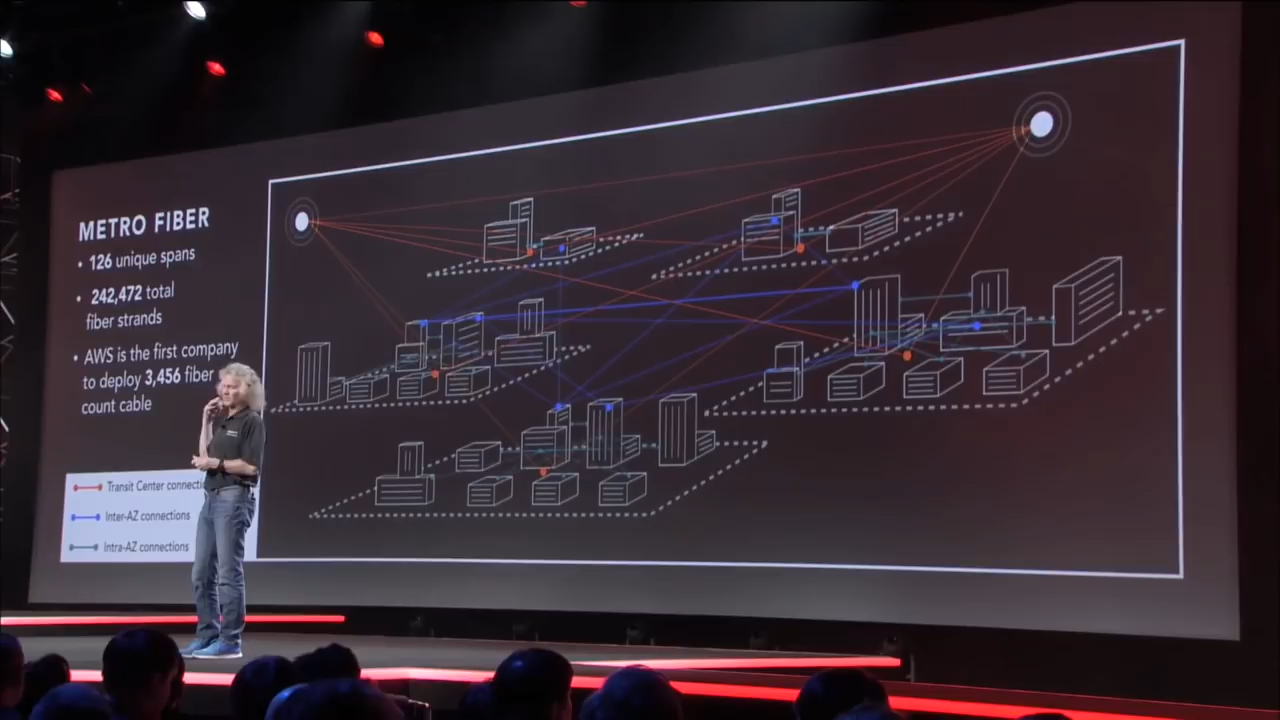 METRO FIBER
• 126 unique spans
• 242,472 total
fiber strands
• AWS is the first company
to deploy 3,456 fiber
count cable
Transit Center
Inter-AZ connections
Intra-AZ connections